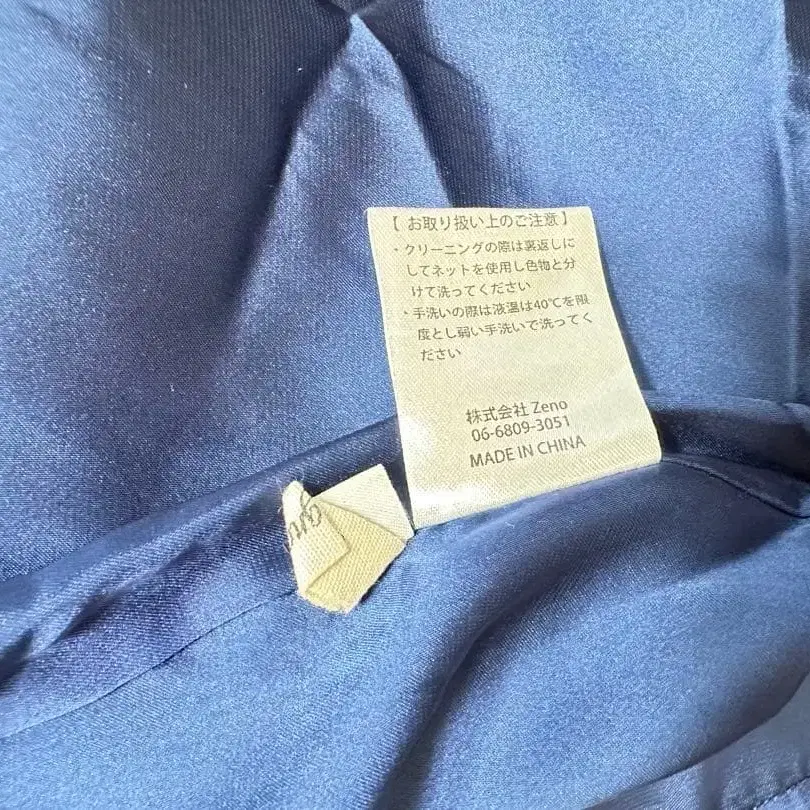 【 お取り扱い上のご注意 】
・クリーニングの際は裏返しに
してネットを使用し色物と分
けて洗ってください
・手洗いの際は液温は40℃を限
度とし弱い手洗いで洗ってく
ださい
株式会社 Zeno
06-6809-3051
MADE IN CHINA